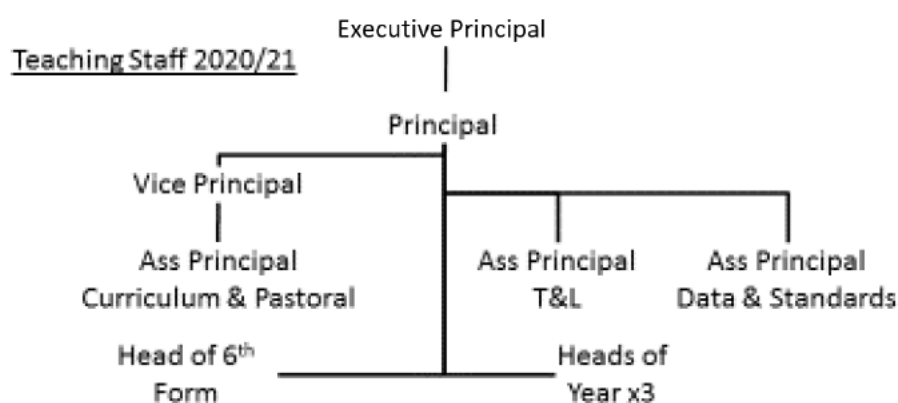 Executive Principal
Teaching Staff 2020/21
Principal
Vice Principal
Ass Principal
Curriculum & Pastoral
Ass Principal
T&L
Ass Principal
Data & Standards
Head of 6th
Form
Heads of
Year x3